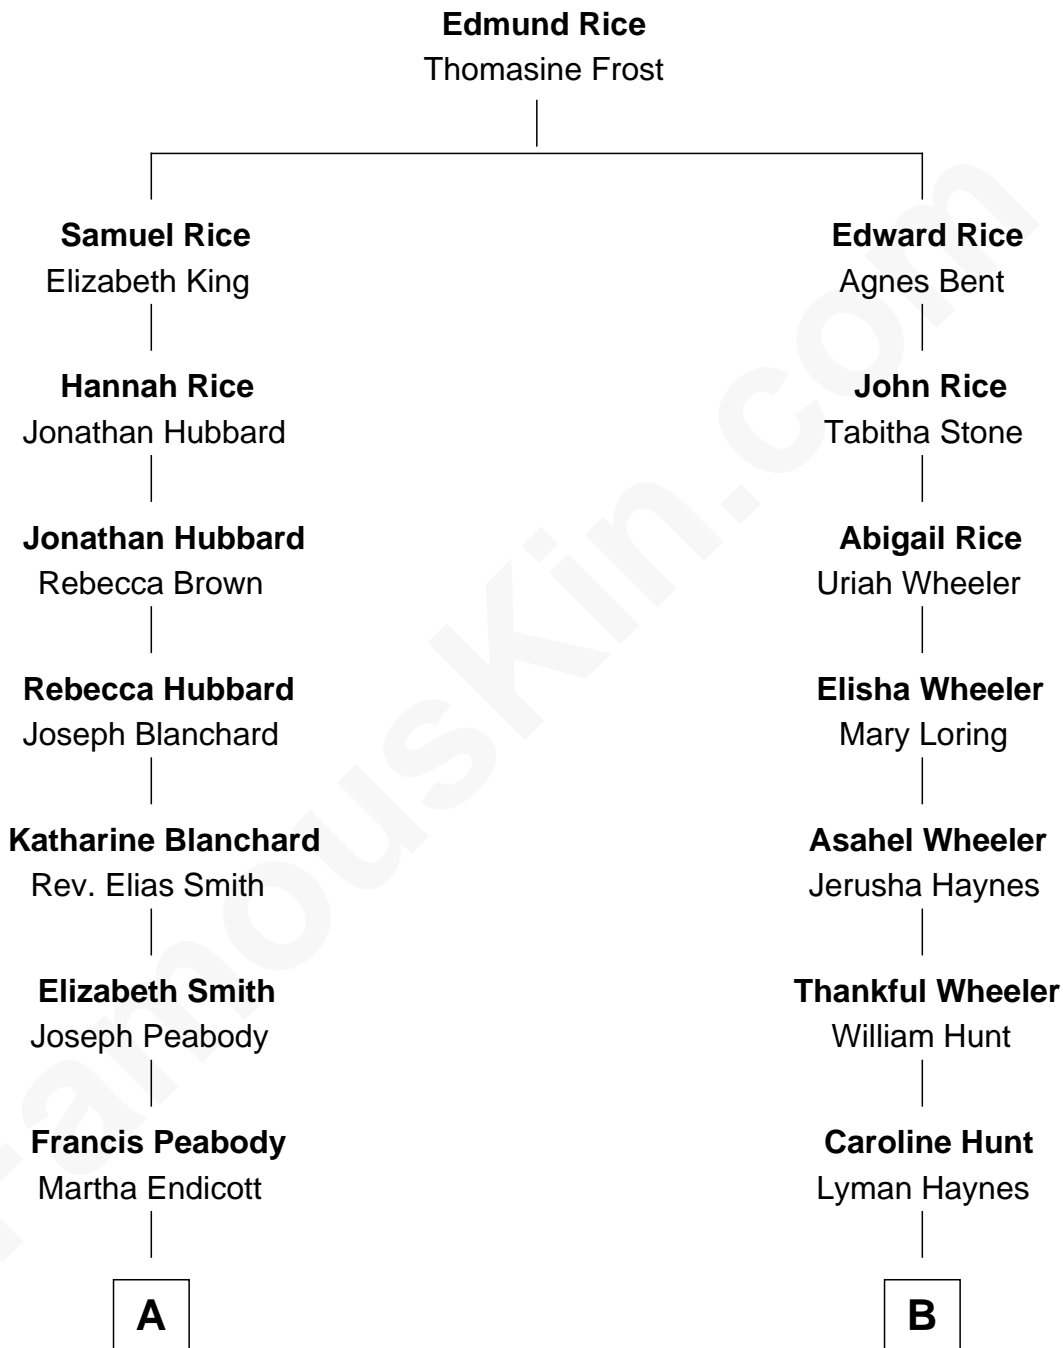 Edmund Rice
Thomasine Frost
Samuel Rice
Elizabeth King
Hannah Rice
Jonathan Hubbard
Jonathan Hubbard
Rebecca Brown
Rebecca Hubbard
Joseph Blanchard
Katharine Blanchard
Rev. Elias Smith
Elizabeth Smith
Joseph Peabody
Francis Peabody
Martha Endicott
A
Edward Rice
Agnes Bent
John Rice
Tabitha Stone
Abigail Rice
Uriah Wheeler
Elisha Wheeler
Mary Loring
Asahel Wheeler
Jerusha Haynes
Thankful Wheeler
William Hunt
Caroline Hunt
Lyman Haynes
B
FamousKin.com